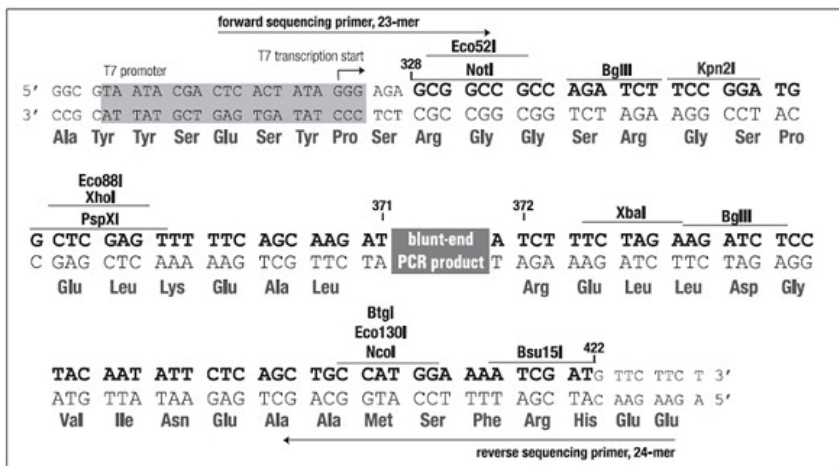 forward sequencing primer, 23-mer
T7 promoter
T7 transcription start
328
Eco52I
NotI
BglII
Kpn2I
5' GGC GTA ATA CGA CTC ACT ATA GGG AGA GCG GCC GCC AGA TCT TCC GGA TG
3' CCG CAT TAT GCT GAG TGA TAT CCC TCT CGC CGG CGG TCT AGA AGG CCT AC
Ala Tyr Tyr Ser Glu Ser Tyr Pro Ser Arg Gly Gly Ser Arg Gly Ser Pro
Eco88I
XhoI
PspXI
371
372
XbaI
BglII
G CTC GAG TTT TTC AGC AAG AT blunt-end A TCT TTC TAG AAG ATC TCC
C GAG CTC AAA AAG TCG TTC TA PCR product T AGA AAG ATC TTC TAG AGG
Glu Leu Lys Glu Ala Leu Arg Glu Leu Leu Asp Gly
BtgI
Eco130I
NcoI
Bsu15I
422
TAC AAT ATT CTC AGC TGC CAT GGA AAA TCG ATG TTC TTC T 3'
ATG TTA TAA GAG TCG ACG GTA CCT TTT AGC TAC AAG AAG A 5'
Val Ile Asn Glu Ala Ala Met Ser Phe Arg His Glu Glu
reverse sequencing primer, 24-mer